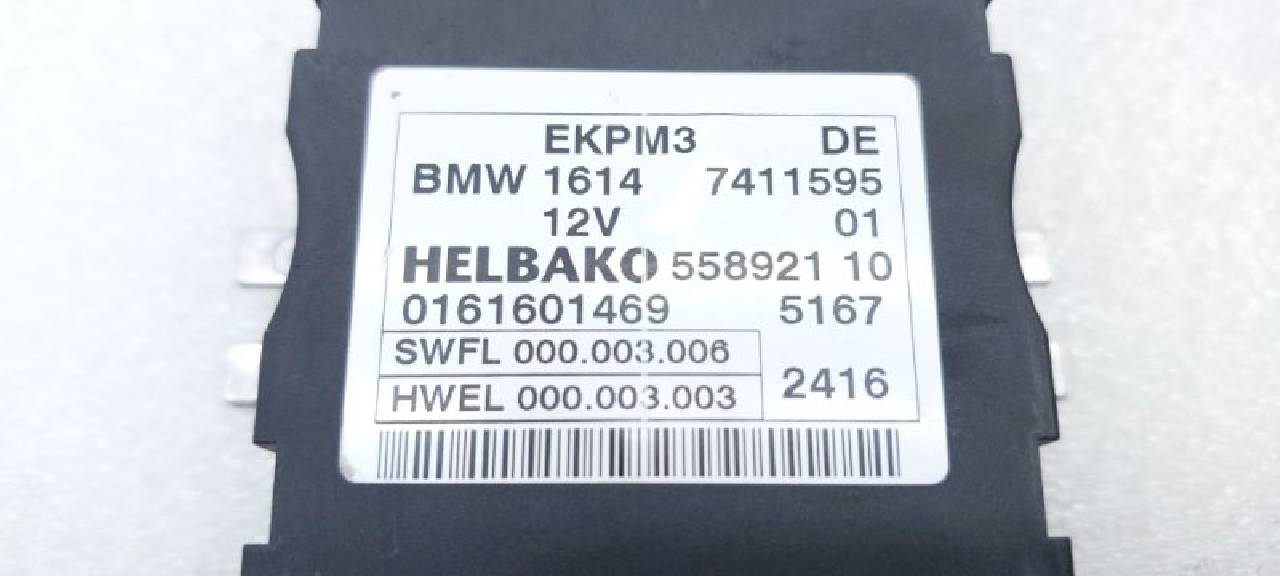 EKPM3 DE
BMW 1614 7411595
12V 01
HELBAKO 558921 10
0161601469 5167
SWFL 000.003.006
2416
HWEL 000.003.003